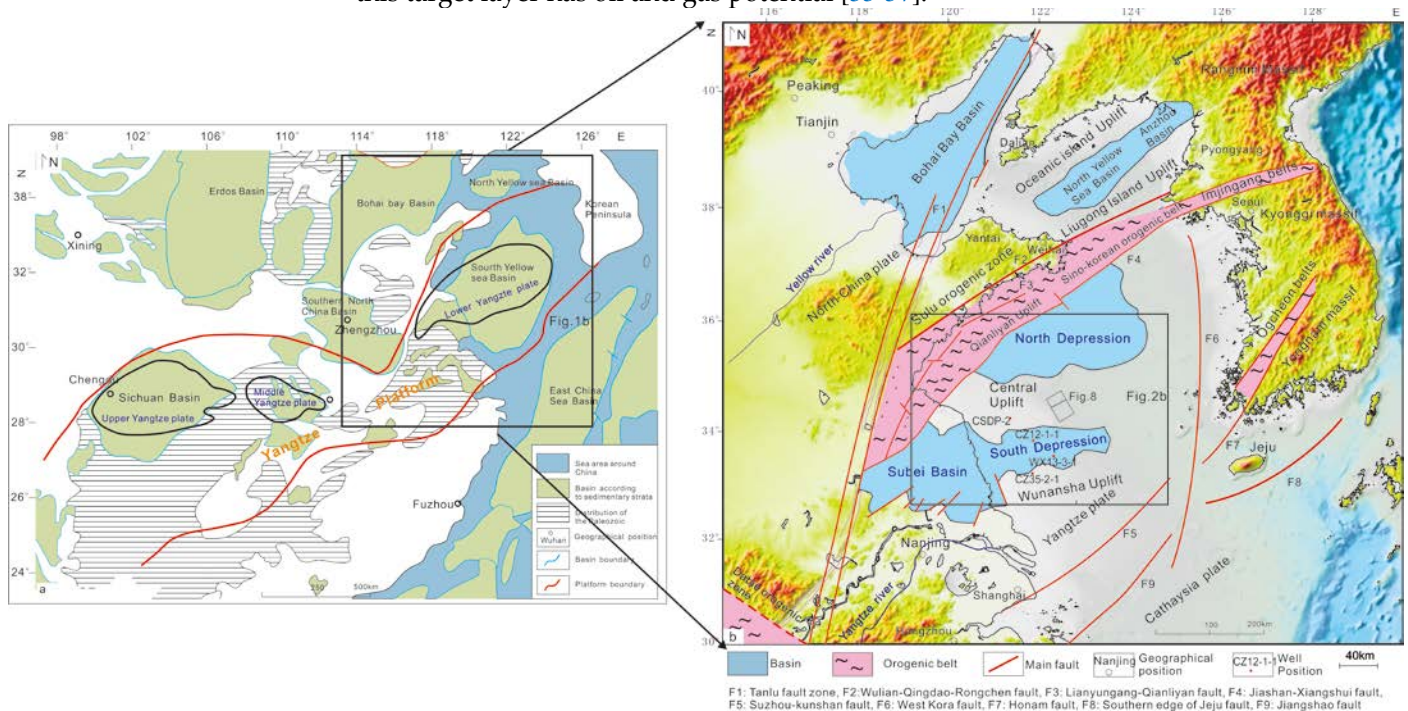 this target layer has oil and gas potential [35-37].
98° 102° 106° 110° 114° 118° 122° 126° E
N
N
38°
32°
30°
28°
26°
24°
Erdos Basin
Bohai bay Basin
North Yellow sea Basin
Korean
Peninsula
Xining
Sourth Yellow
sea Basin
Lower Yangzte plate
Southern North
China Basin
Zhengzhou
Fig.1b
Chengdu
Sichuan Basin
Upper Yangtze plate
Middle
Yangtze plate
Platform
Yangtze
East China
Sea Basin
Fuzhou
500km
a
Sea area around
China
Basin according
to sedimentary strata
Distribution of
the Paleozoic
Wuhan Geographical position
Basin boundary
Platform boundary
116° 118° 120° 122° 124° 126° 128° E
N
N
40°
38°
36°
34°
32°
30°
Peaking
Tianjin
Bohai Bay Basin
Dalian
Oceanic Island Uplift
Anzhou
Basin
North Yellow
Sea Basin
Pyongyang
Liugong Island Uplift
Imjingang belts
Seoul
Kyonggi massif
F1
Yantai
Weihai
F2
Yellow river
North China plate
Sulu orogenic zone
Sino-korean orogenic belt
F3
F4
Qianliyan Uplift
North Depression
F6
Ogcheon belts
Yongnam massif
Central
Uplift
Fig.8
Fig.2b
CSDP-2
CZ12-1-1
South Depression
WX13-3-1
CZ35-2-1
Subei Basin
Wunansha Uplift
F7
Jeju
F8
Yangtze plate
F5
F9
Nanjing
Shanghai
Cathaysia plate
Yangtze river
100 200km
b
Basin
Orogenic belt
Main fault
Nanjing Geographical
position
CZ12-1-1 Well
Position
40km
F1: Tanlu fault zone, F2:Wulian-Qingdao-Rongchen fault, F3: Lianyungang-Qianliyan fault, F4: Jiashan-Xiangshui fault,
F5: Suzhou-kunshan fault, F6: West Kora fault, F7: Honam fault, F8: Southern edge of Jeju fault, F9: Jiangshao fault